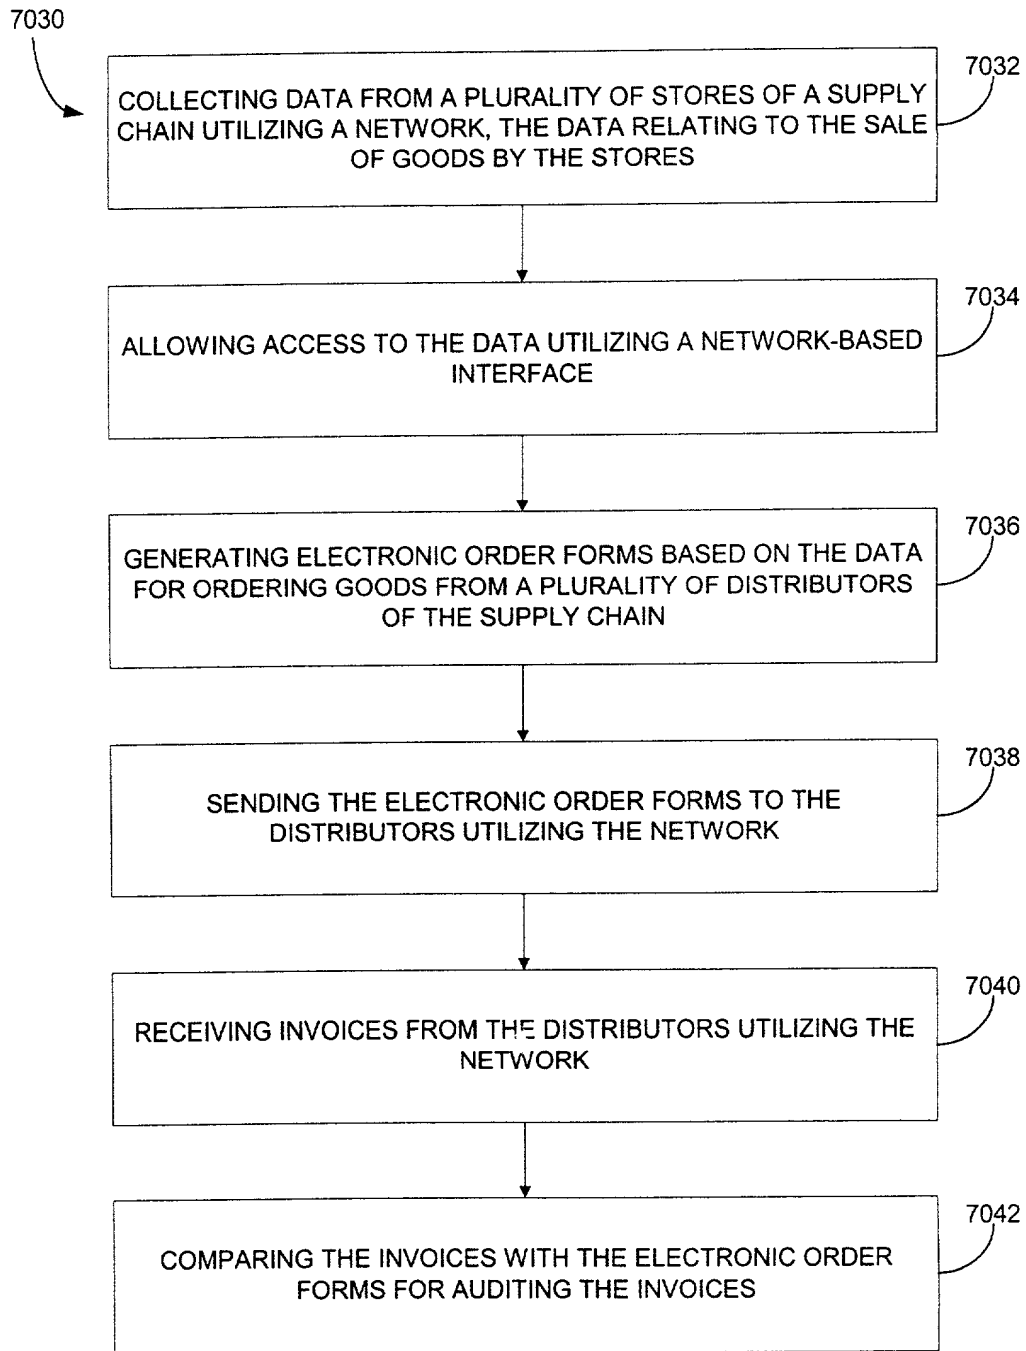 7030
7032
COLLECTING DATA FROM A PLURALITY OF STORES OF A SUPPLY
CHAIN UTILIZING A NETWORK, THE DATA RELATING TO THE SALE
OF GOODS BY THE STORES
7034
ALLOWING ACCESS TO THE DATA UTILIZING A NETWORK-BASED
INTERFACE
7036
GENERATING ELECTRONIC ORDER FORMS BASED ON THE DATA
FOR ORDERING GOODS FROM A PLURALITY OF DISTRIBUTORS
OF THE SUPPLY CHAIN
7038
SENDING THE ELECTRONIC ORDER FORMS TO THE
DISTRIBUTORS UTILIZING THE NETWORK
7040
RECEIVING INVOICES FROM THE DISTRIBUTORS UTILIZING THE
NETWORK
7042
COMPARING THE INVOICES WITH THE ELECTRONIC ORDER
FORMS FOR AUDITING THE INVOICES